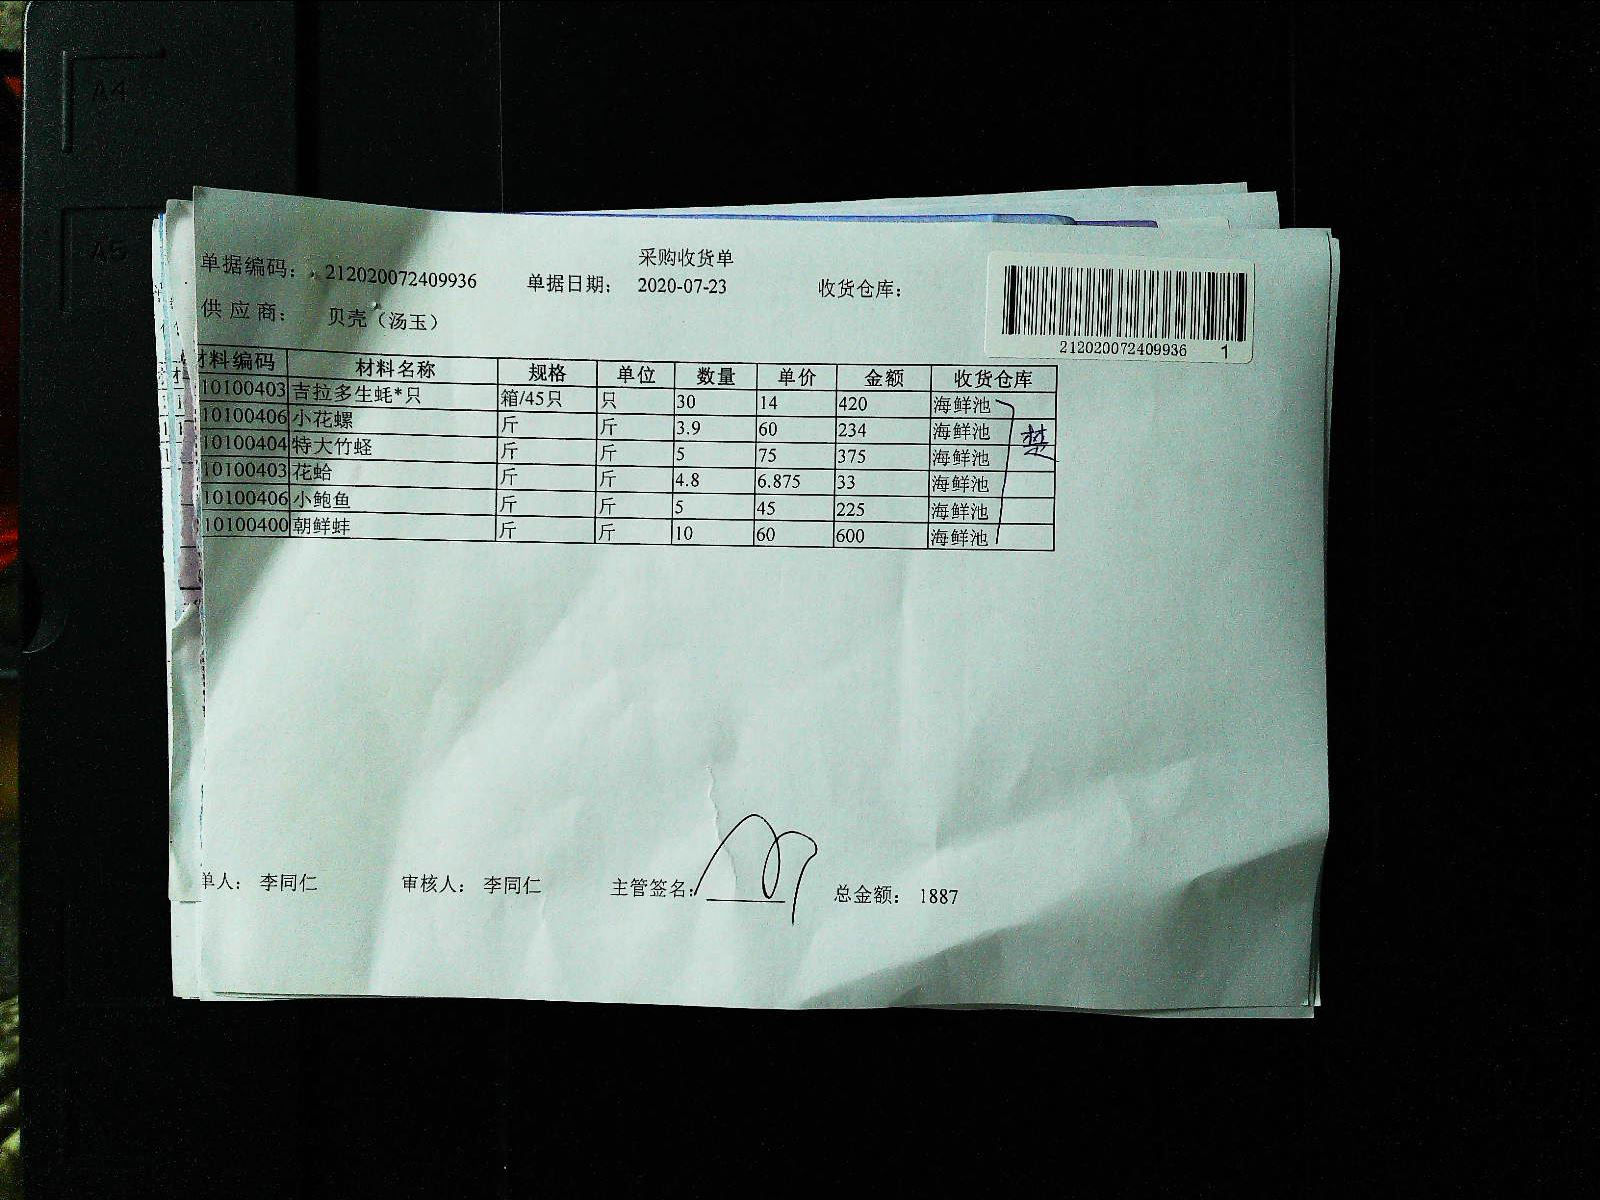 A4
A5
采购收货单
单据编码： 212020072409936 单据日期： 2020-07-23 收货仓库：
供应商： 贝壳（汤玉）
212020072409936 1
材料编码 材料名称 规格 单位 数量 单价 金额 收货仓库
10100403 吉拉多生蚝*只 箱/45只 只 30 14 420 海鲜池
10100406 小花螺 斤 斤 3.9 60 234 海鲜池
10100404 特大竹蛏 斤 斤 5 75 375 海鲜池
10100403 花蛤 斤 斤 4.8 6.875 33 海鲜池
10100406 小鲍鱼 斤 斤 5 45 225 海鲜池
10100400 朝鲜蚌 斤 斤 10 60 600 海鲜池
楚
单人： 李同仁 审核人： 李同仁 主管签名： 总金额： 1887